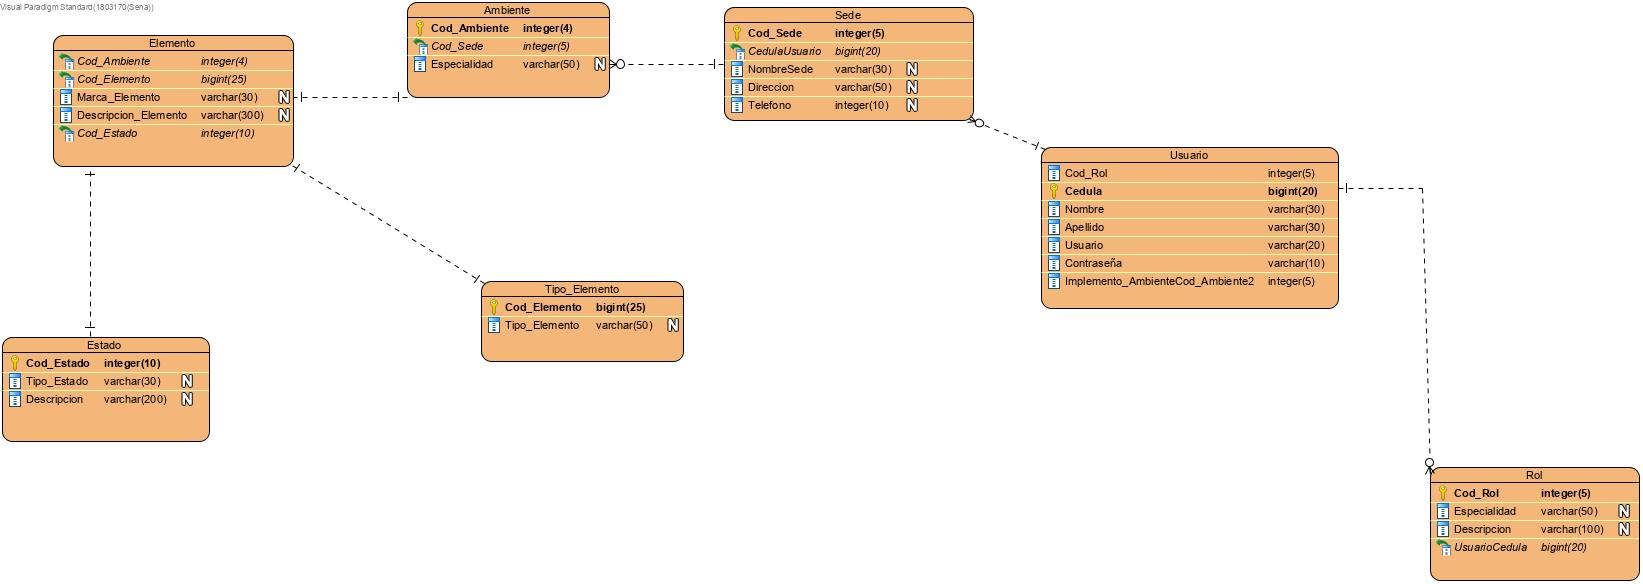 Visual Paradigm Standard(1803170(Sena))
Elemento
Cod_Ambiente integer(4)
Cod_Elemento bigint(25)
Marca_Elemento varchar(30) N
Descripcion_Elemento varchar(300) N
Cod_Estado integer(10)
Ambiente
Cod_Ambiente integer(4)
Cod_Sede integer(5)
Especialidad varchar(50) N
Sede
Cod_Sede integer(5)
CedulaUsuario bigint(20)
NombreSede varchar(30) N
Direccion varchar(50) N
Telefono integer(10) N
Usuario
Cod_Rol integer(5)
Cedula bigint(20)
Nombre varchar(30)
Apellido varchar(30)
Usuario varchar(20)
Contraseña varchar(10)
Implemento_AmbienteCod_Ambiente2 integer(5)
Tipo_Elemento
Cod_Elemento bigint(25)
Tipo_Elemento varchar(50) N
Estado
Cod_Estado integer(10)
Tipo_Estado varchar(30) N
Descripcion varchar(200) N
Rol
Cod_Rol integer(5)
Especialidad varchar(50) N
Descripcion varchar(100) N
UsuarioCedula bigint(20)